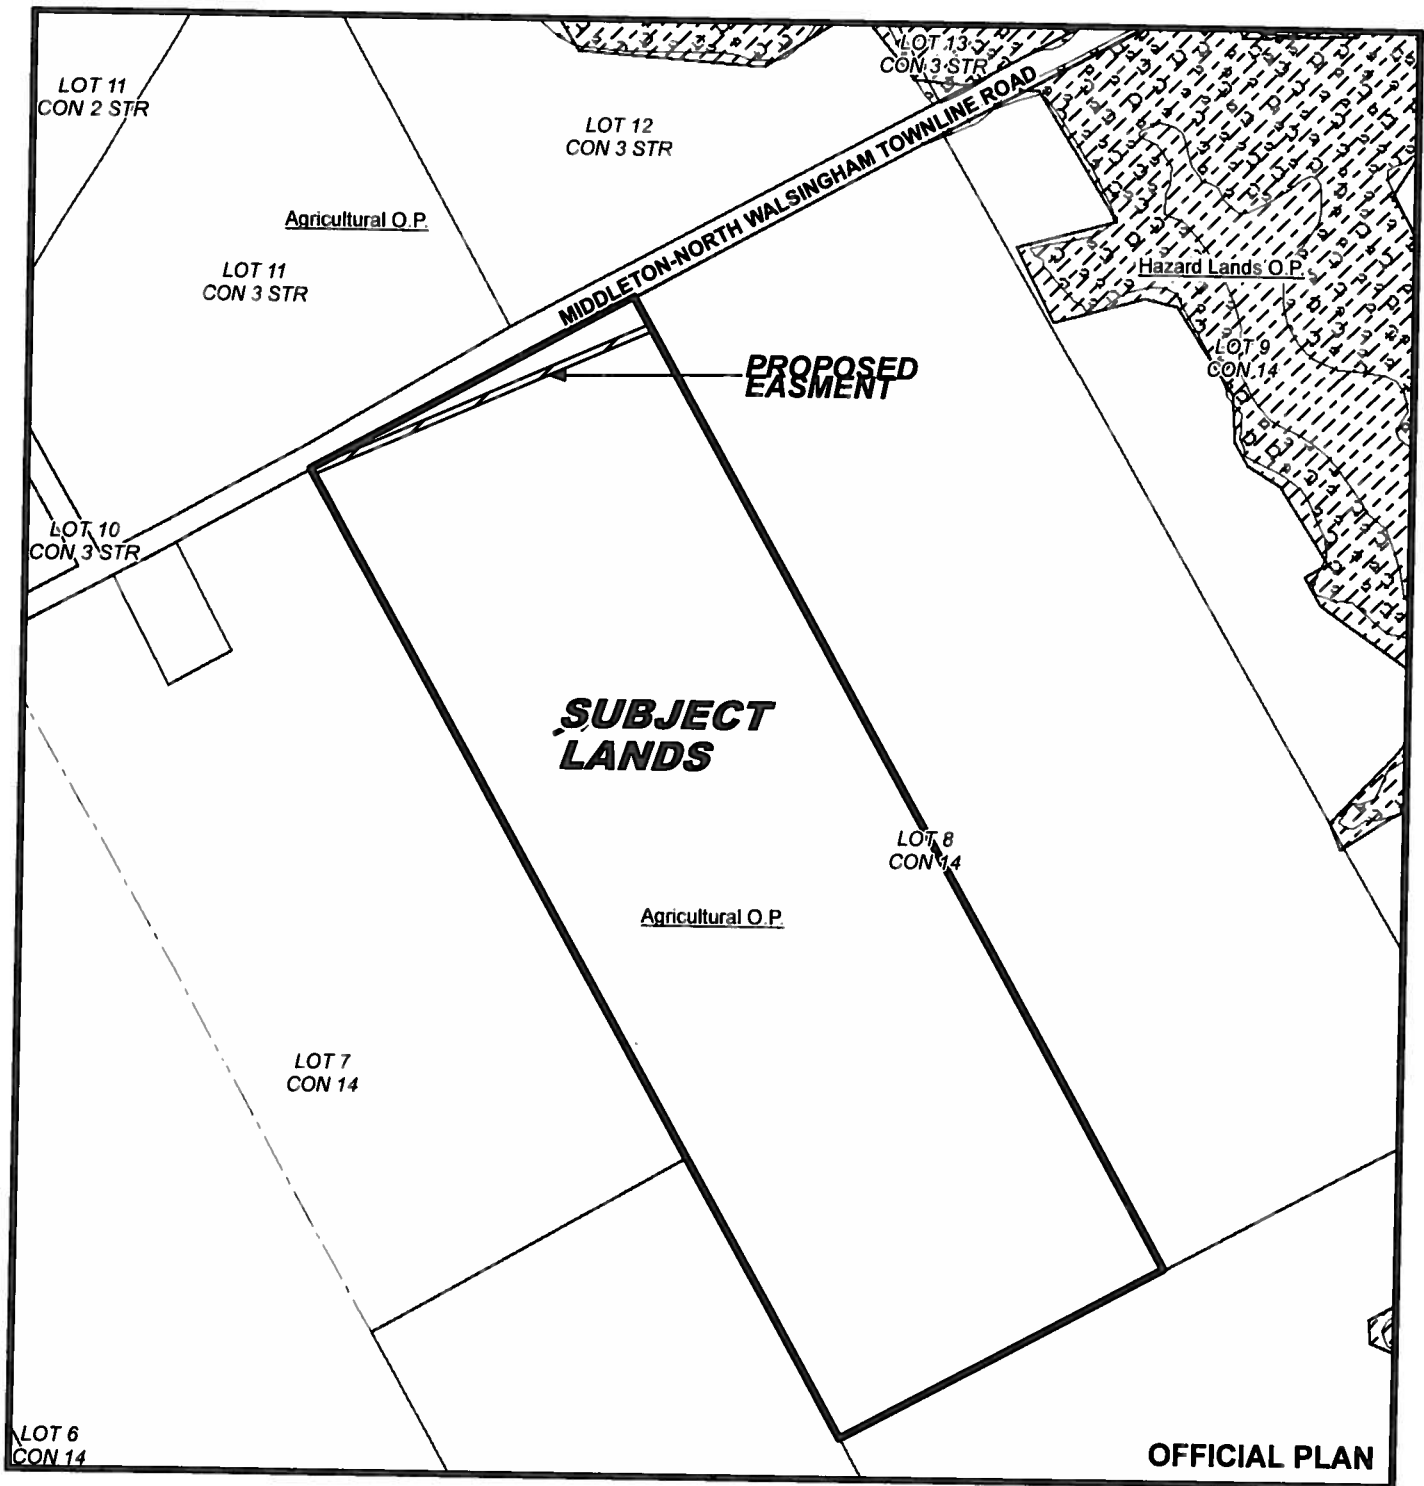 LOT 13
CON 3 STR
LOT 11
CON 2 STR
LOT 12
CON 3 STR
MIDDLETON-NORTH WALSINGHAM TOWNLINE ROAD
Agricultural O.P.
LOT 11
CON 3 STR
Hazard Lands O.P.
LOT 9
CON 14
PROPOSED
EASMENT
LOT 10
CON 3 STR
SUBJECT
LANDS
LOT 8
CON 14
Agricultural O.P.
LOT 7
CON 14
LOT 6
CON 14
OFFICIAL PLAN